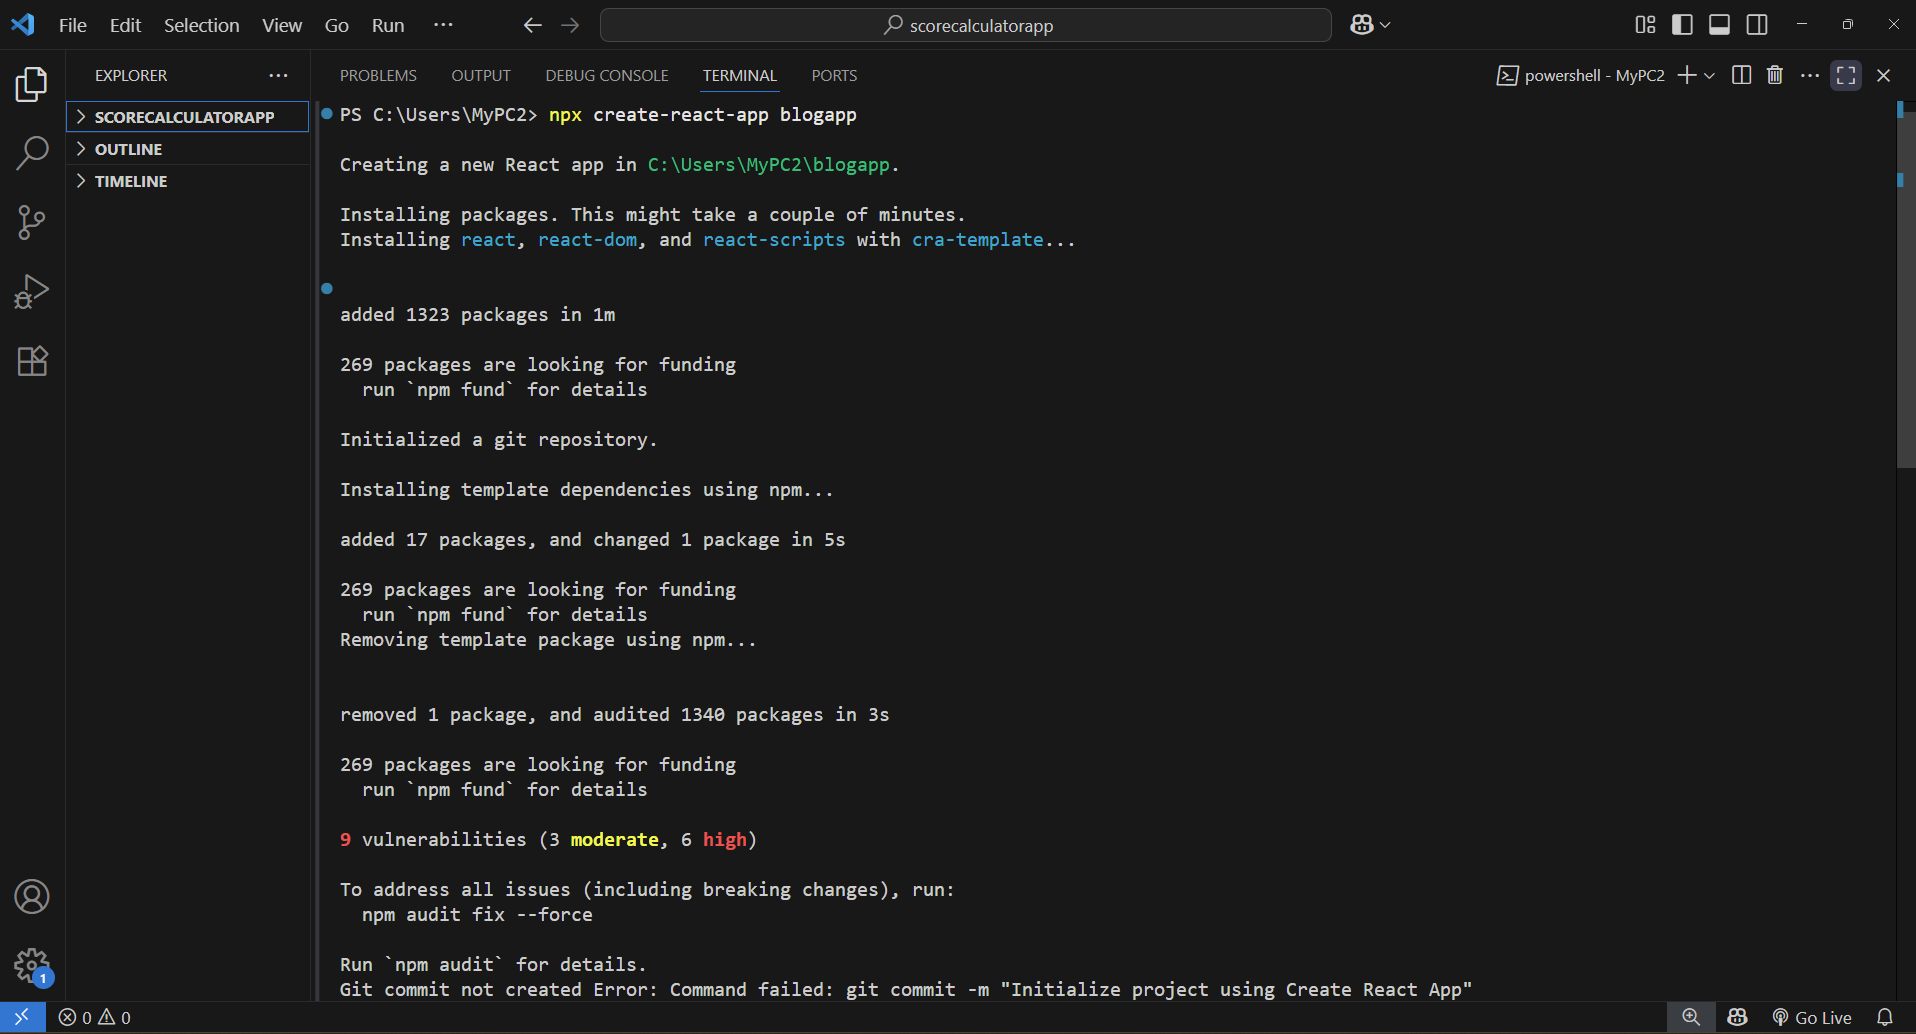 File Edit Selection View Go Run ···
scorecalculatorapp
EXPLORER
SCORECALCULATORAPP
OUTLINE
TIMELINE
PROBLEMS OUTPUT DEBUG CONSOLE TERMINAL PORTS
powershell - MyPC2
PS C:\Users\MyPC2> npx create-react-app blogapp
Creating a new React app in C:\Users\MyPC2\blogapp.
Installing packages. This might take a couple of minutes.
Installing react, react-dom, and react-scripts with cra-template...
added 1323 packages in 1m
269 packages are looking for funding
run `npm fund` for details
Initialized a git repository.
Installing template dependencies using npm...
added 17 packages, and changed 1 package in 5s
269 packages are looking for funding
run `npm fund` for details
Removing template package using npm...
removed 1 package, and audited 1340 packages in 3s
269 packages are looking for funding
run `npm fund` for details
9 vulnerabilities (3 moderate, 6 high)
To address all issues (including breaking changes), run:
npm audit fix --force
Run `npm audit` for details.
Git commit not created Error: Command failed: git commit -m "Initialize project using Create React App"
1
0 0
Go Live